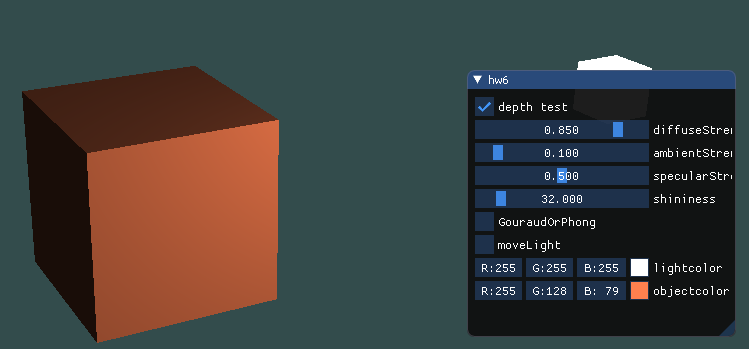 hw6
depth test
0.850 diffuseStre
0.100 ambientStre
0.500 specularStr
32.000 shininess
GouraudOrPhong
moveLight
R:255 G:255 B:255 lightcolor
R:255 G:128 B: 79 objectcolor